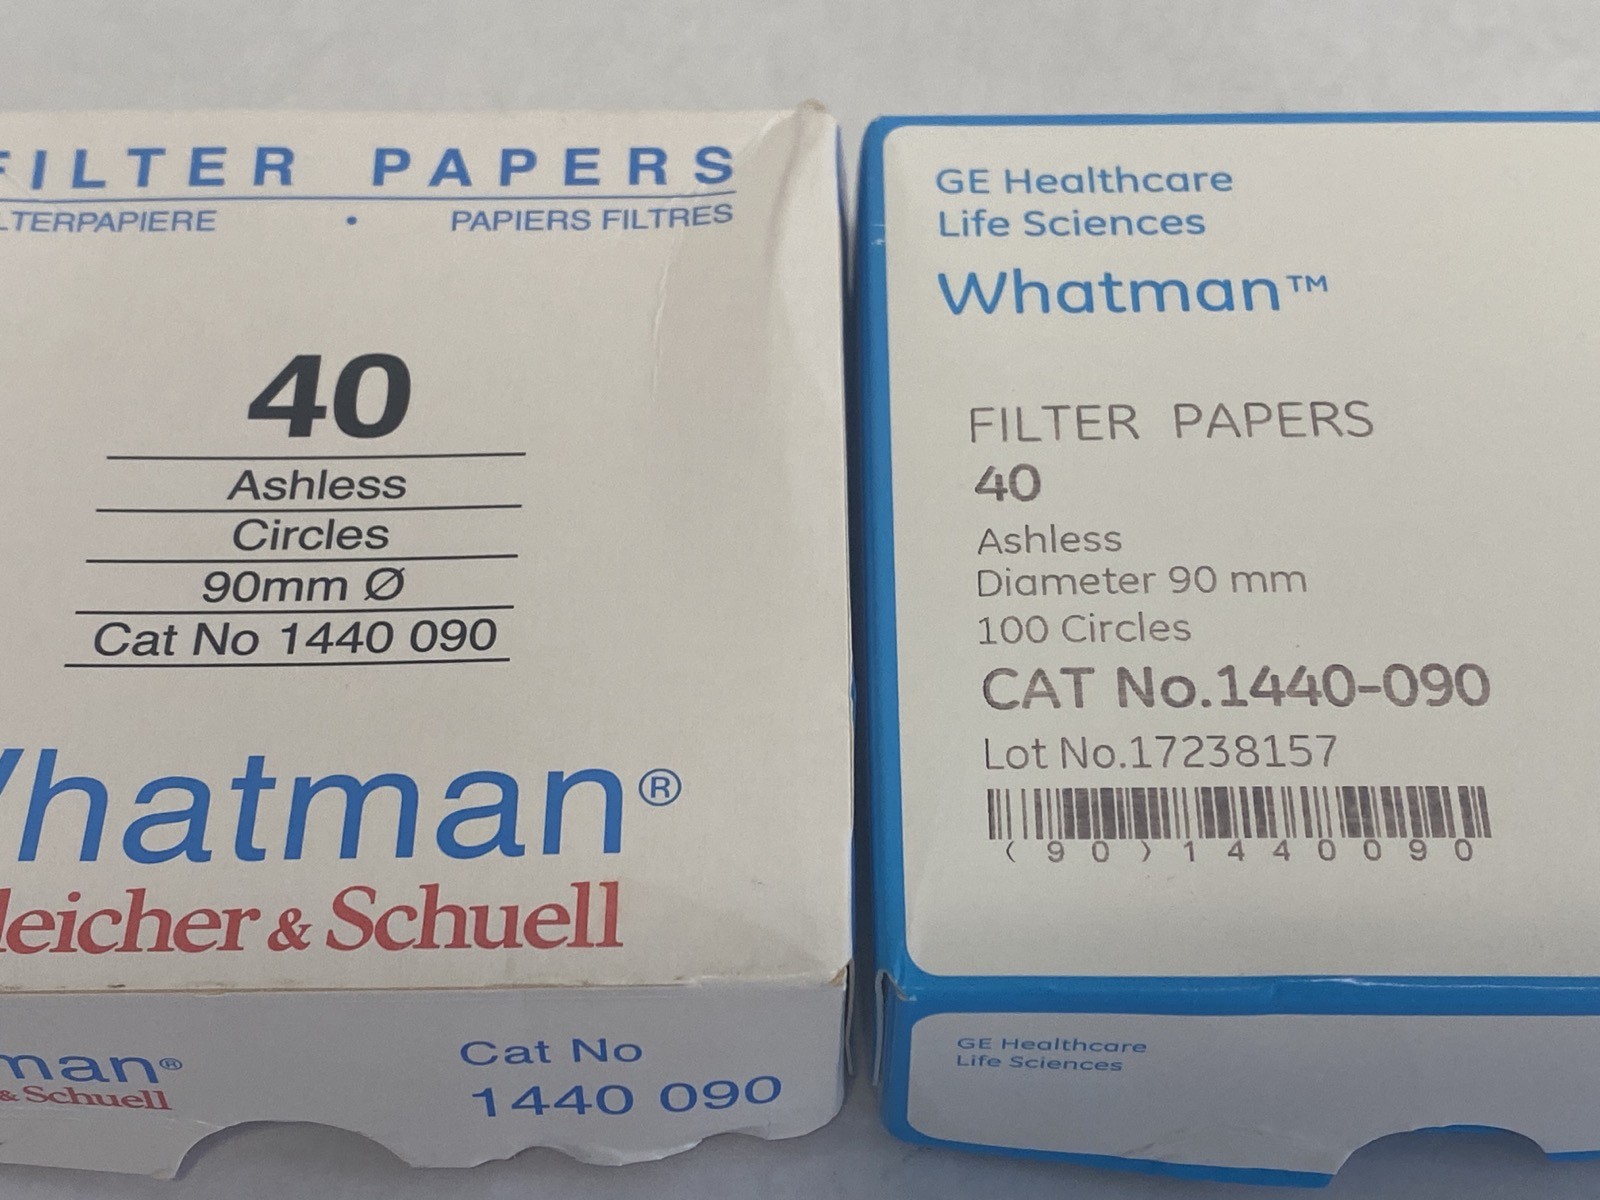 FILTER PAPERS
LTERPAPIERE • PAPIERS FILTRES
40
Ashless
Circles
90mm Ø
Cat No 1440 090
hatman®
leicher & Schuell
man®
& Schuell
Cat No
1440 090
GE Healthcare
Life Sciences
Whatman™
FILTER PAPERS
40
Ashless
Diameter 90 mm
100 Circles
CAT No.1440-090
Lot No.17238157
(90)1440090
GE Healthcare
Life Sciences